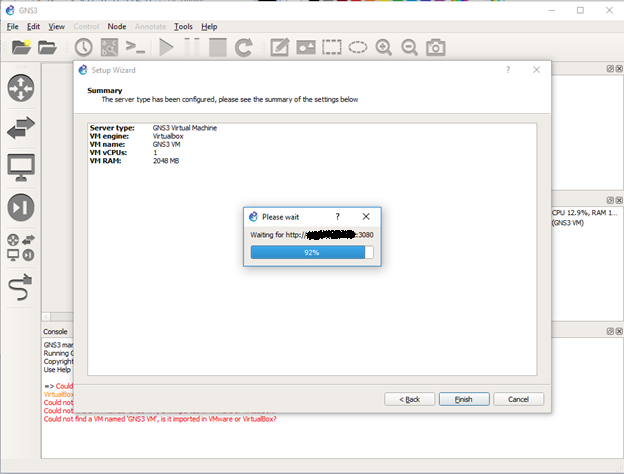 GNS3
File Edit View Control Node Annotate Tools Help
Setup Wizard
Summary
The server type has been configured, please see the summary of the settings below
Server type: GNS3 Virtual Machine
VM engine: Virtualbox
VM name: GNS3 VM
VM vCPUs: 1
VM RAM: 2048 MB
Please wait
Waiting for http:// :3080
92%
CPU 12.9%, RAM 1...
(GNS3 VM)
Console
GNS3 ma
Running G
Copyright
Use Help
=> Could
VirtualBox
Could not
Could not
Could not find a VM named 'GNS3 VM', is it imported in VMware or VirtualBox?
< Back Finish Cancel